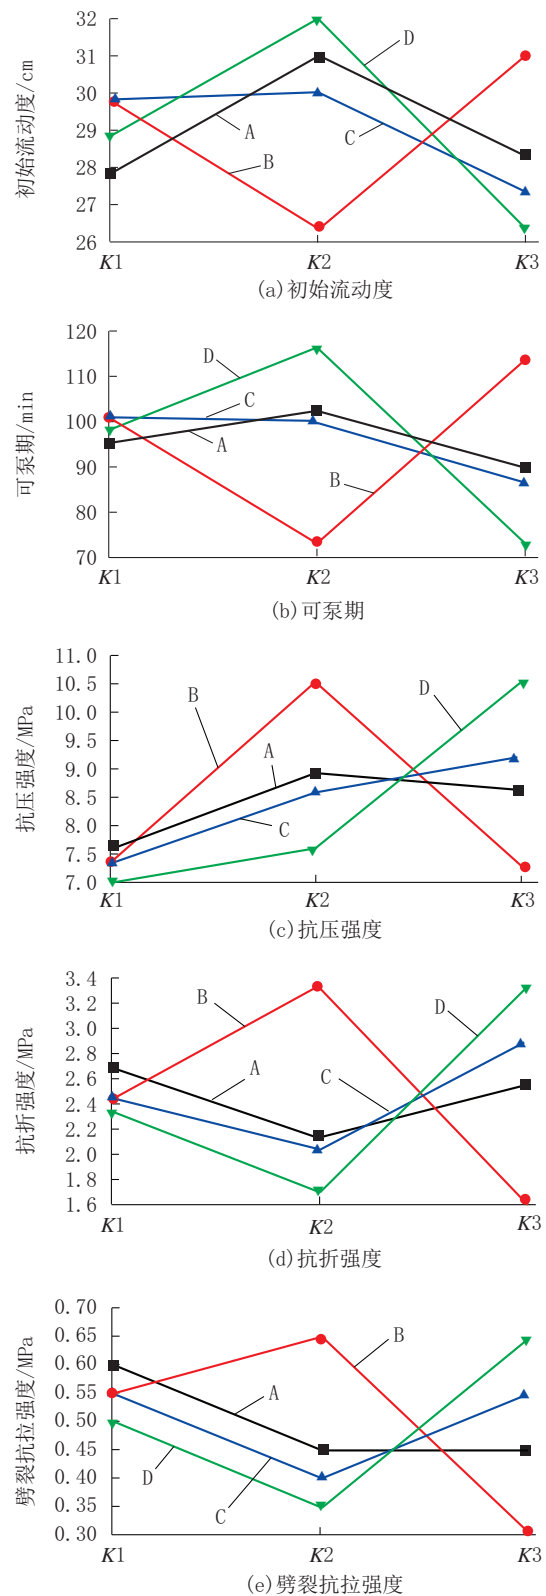 32
31
30
29
28
27
26
初始流动度/cm
D
A
B
C
K1 K2 K3
(a)初始流动度
120
110
100
90
80
70
可泵期/min
D
C
A
B
K1 K2 K3
(b)可泵期
11.0
10.5
10.0
9.5
9.0
8.5
8.0
7.5
7.0
抗压强度/MPa
B
D
A
C
K1 K2 K3
(c)抗压强度
3.4
3.2
3.0
2.8
2.6
2.4
2.2
2.0
1.8
1.6
抗折强度/MPa
B
D
A
C
K1 K2 K3
(d)抗折强度
0.70
0.65
0.60
0.55
0.50
0.45
0.40
0.35
0.30
劈裂抗拉强度/MPa
B
A
D
C
K1 K2 K3
(e)劈裂抗拉强度